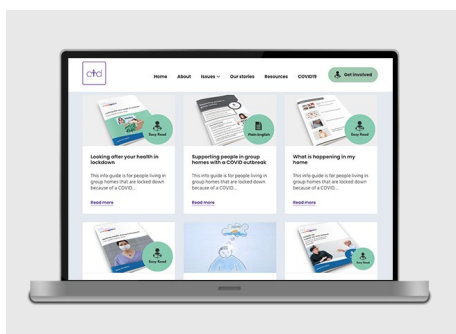 ctd
Home About Issues Our stories Resources COVID19 Get involved
Easy Read
Plain English
Easy Read
Looking after your health in
lockdown
This info guide is for people living in
group homes that are locked down
because of a COVID...
Read more
Supporting people in group
homes with a COVID outbreak
This info guide is for people living in
group homes that are locked down
because of a COVID...
Read more
What is happening in my
home
This info guide is for people living in
group homes that are locked down
because of a COVID...
Read more
Easy Read
Easy Read